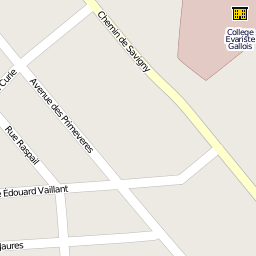 College
Evariste
Gallois
Chemin de Savigny
Curie
Avenue des Primeveres
Rue Raspail
Édouard Vaillant
Jaures